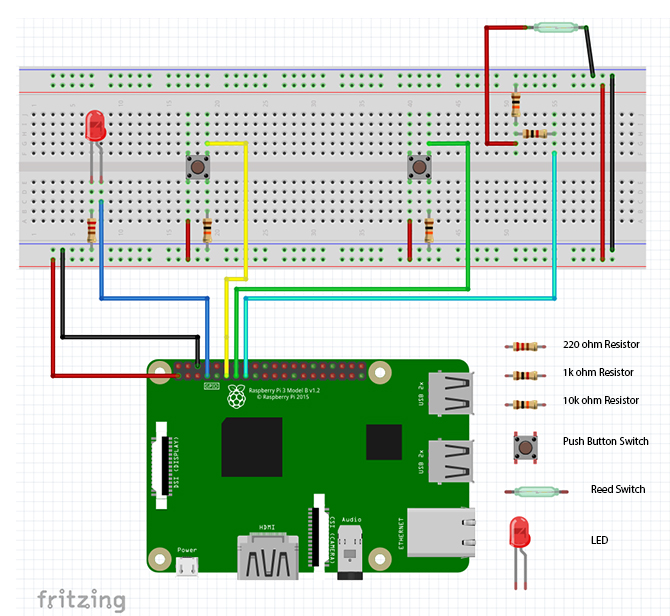 GPIO
Raspberry Pi 3 Model B v1.2
© Raspberry Pi 2015
USB 2x
DSI (DISPLAY)
USB 2x
HDMI
CSI (CAMERA)
Audio
ETHERNET
Power
220 ohm Resistor
1k ohm Resistor
10k ohm Resistor
Push Button Switch
Reed Switch
LED
fritzing